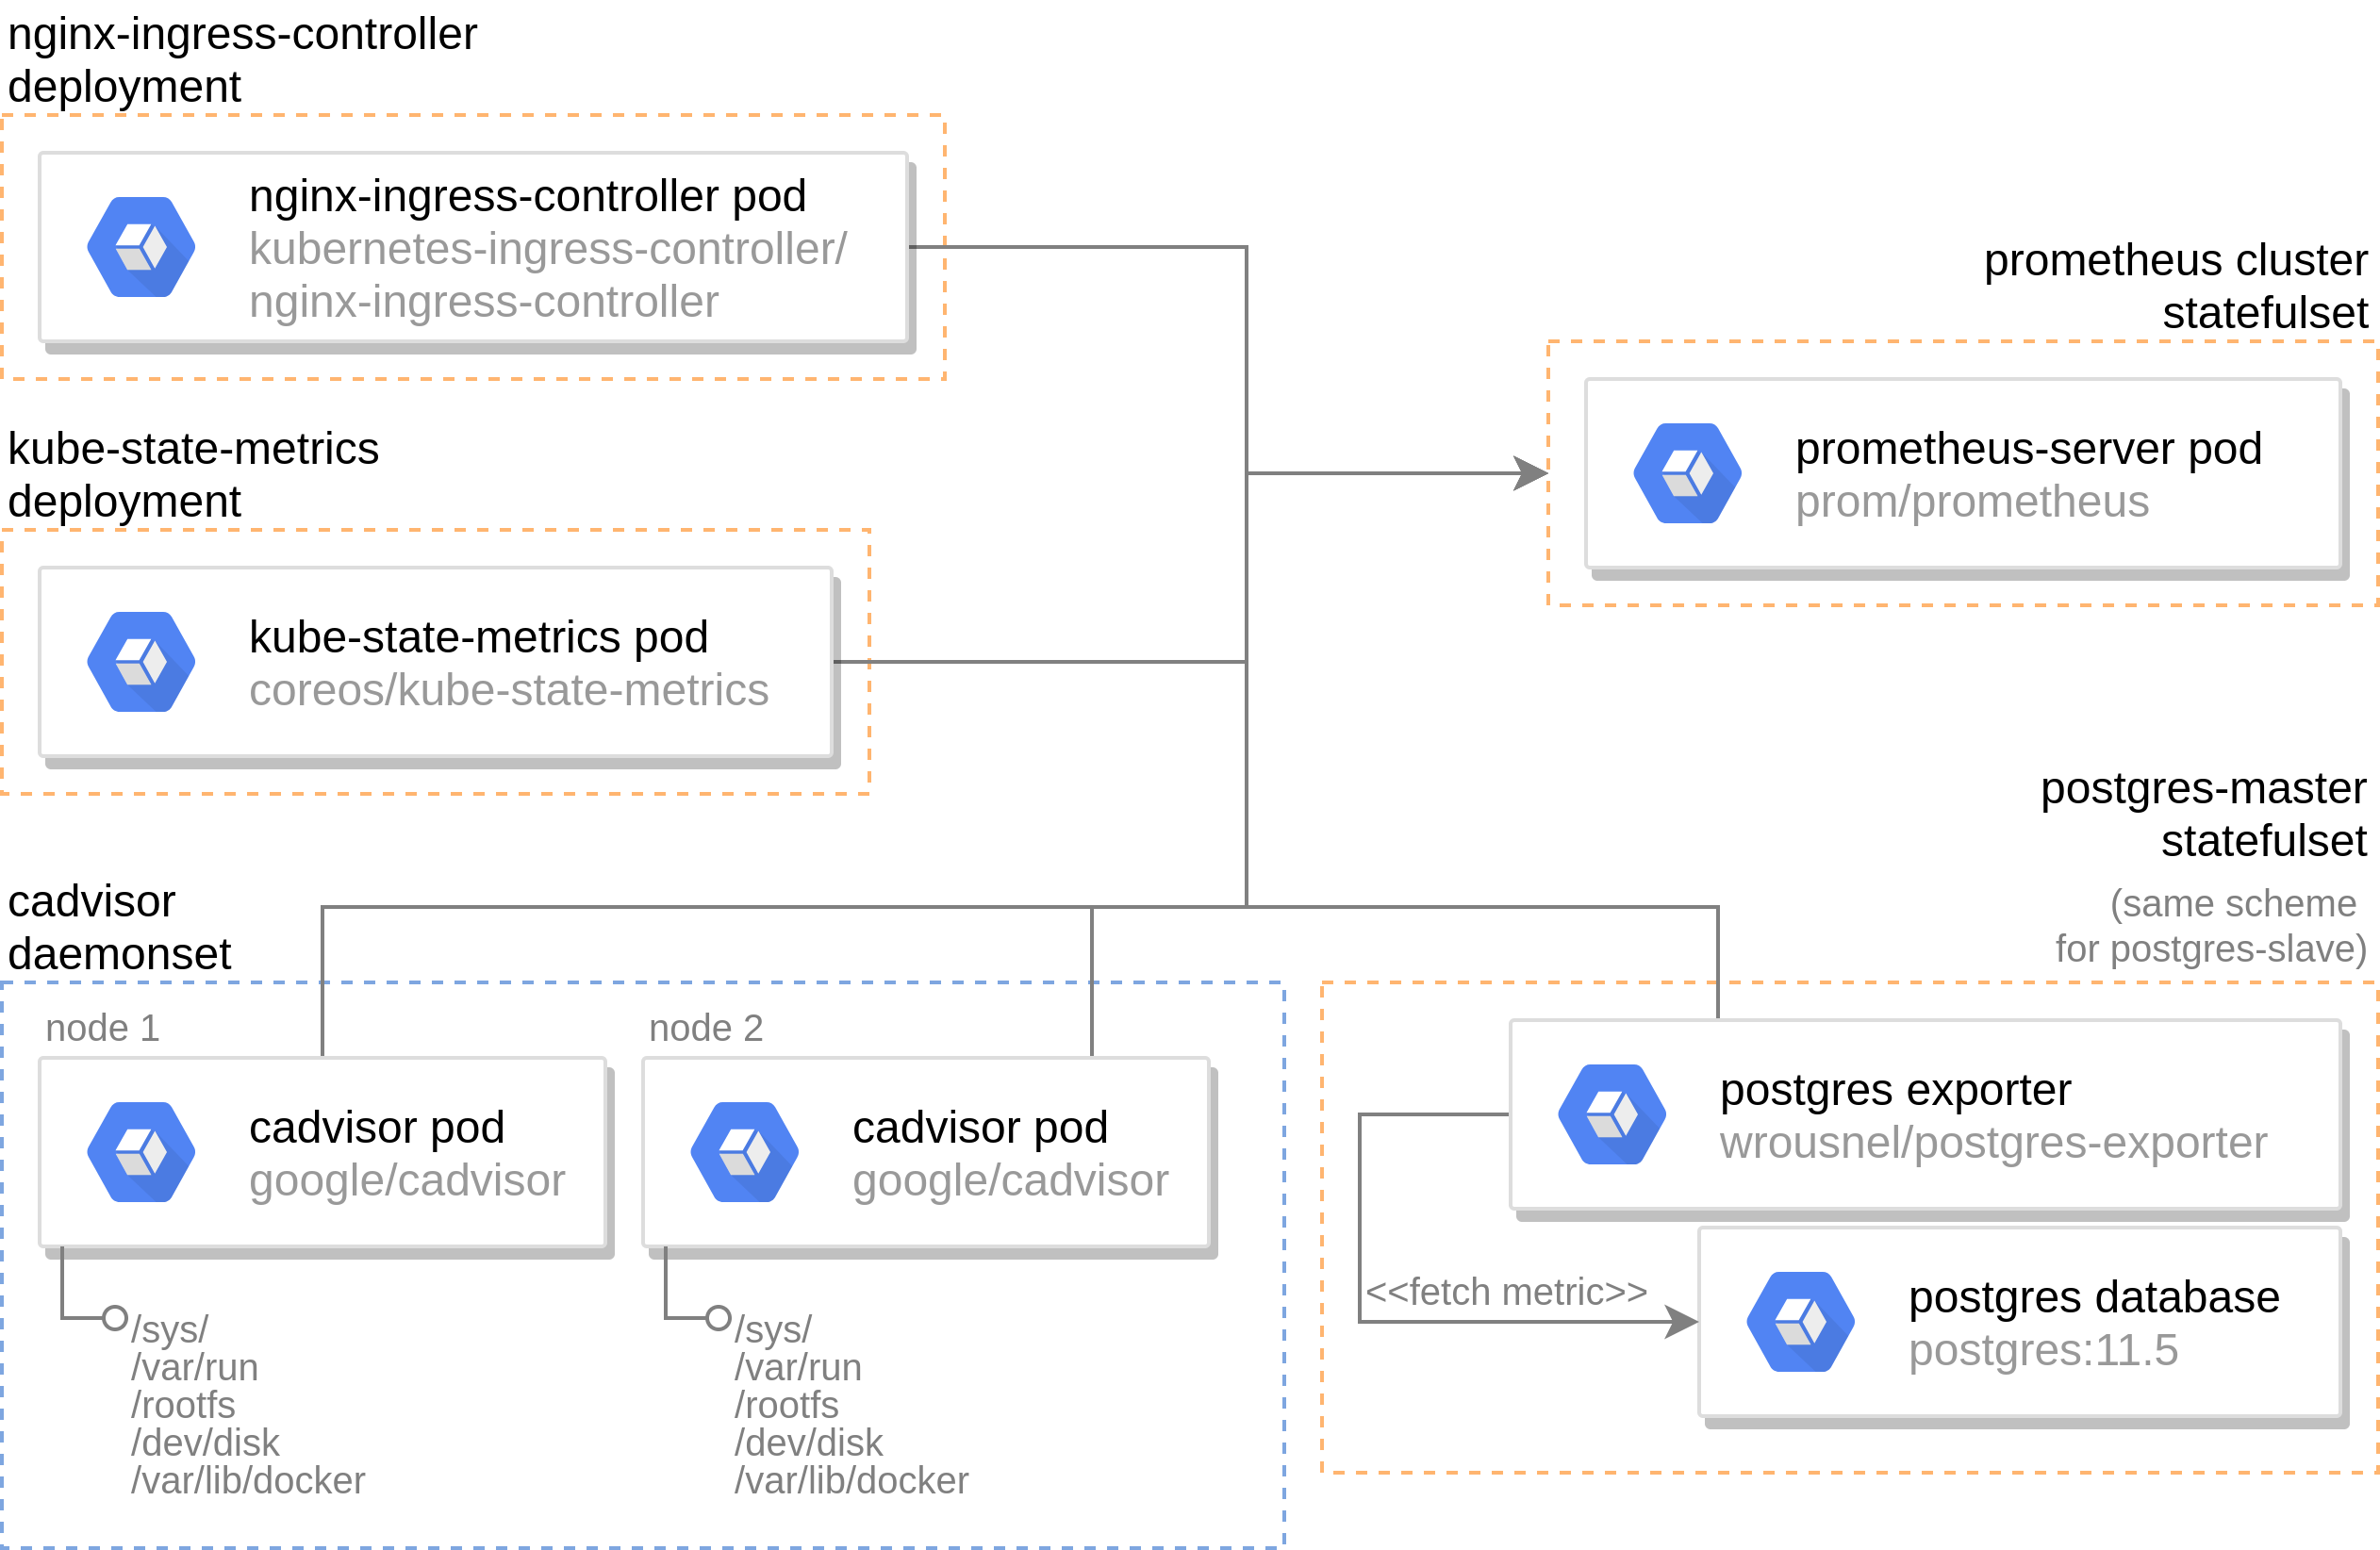 nginx-ingress-controller
deployment
nginx-ingress-controller pod
kubernetes-ingress-controller/
nginx-ingress-controller
prometheus cluster
statefulset
prometheus-server pod
prom/prometheus
kube-state-metrics
deployment
kube-state-metrics pod
coreos/kube-state-metrics
postgres-master
statefulset
(same scheme
for postgres-slave)
cadvisor
daemonset
node 1
cadvisor pod
google/cadvisor
/sys/
/var/run
/rootfs
/dev/disk
/var/lib/docker
node 2
cadvisor pod
google/cadvisor
/sys/
/var/run
/rootfs
/dev/disk
/var/lib/docker
postgres exporter
wrousnel/postgres-exporter
<<fetch metric>>
postgres database
postgres:11.5